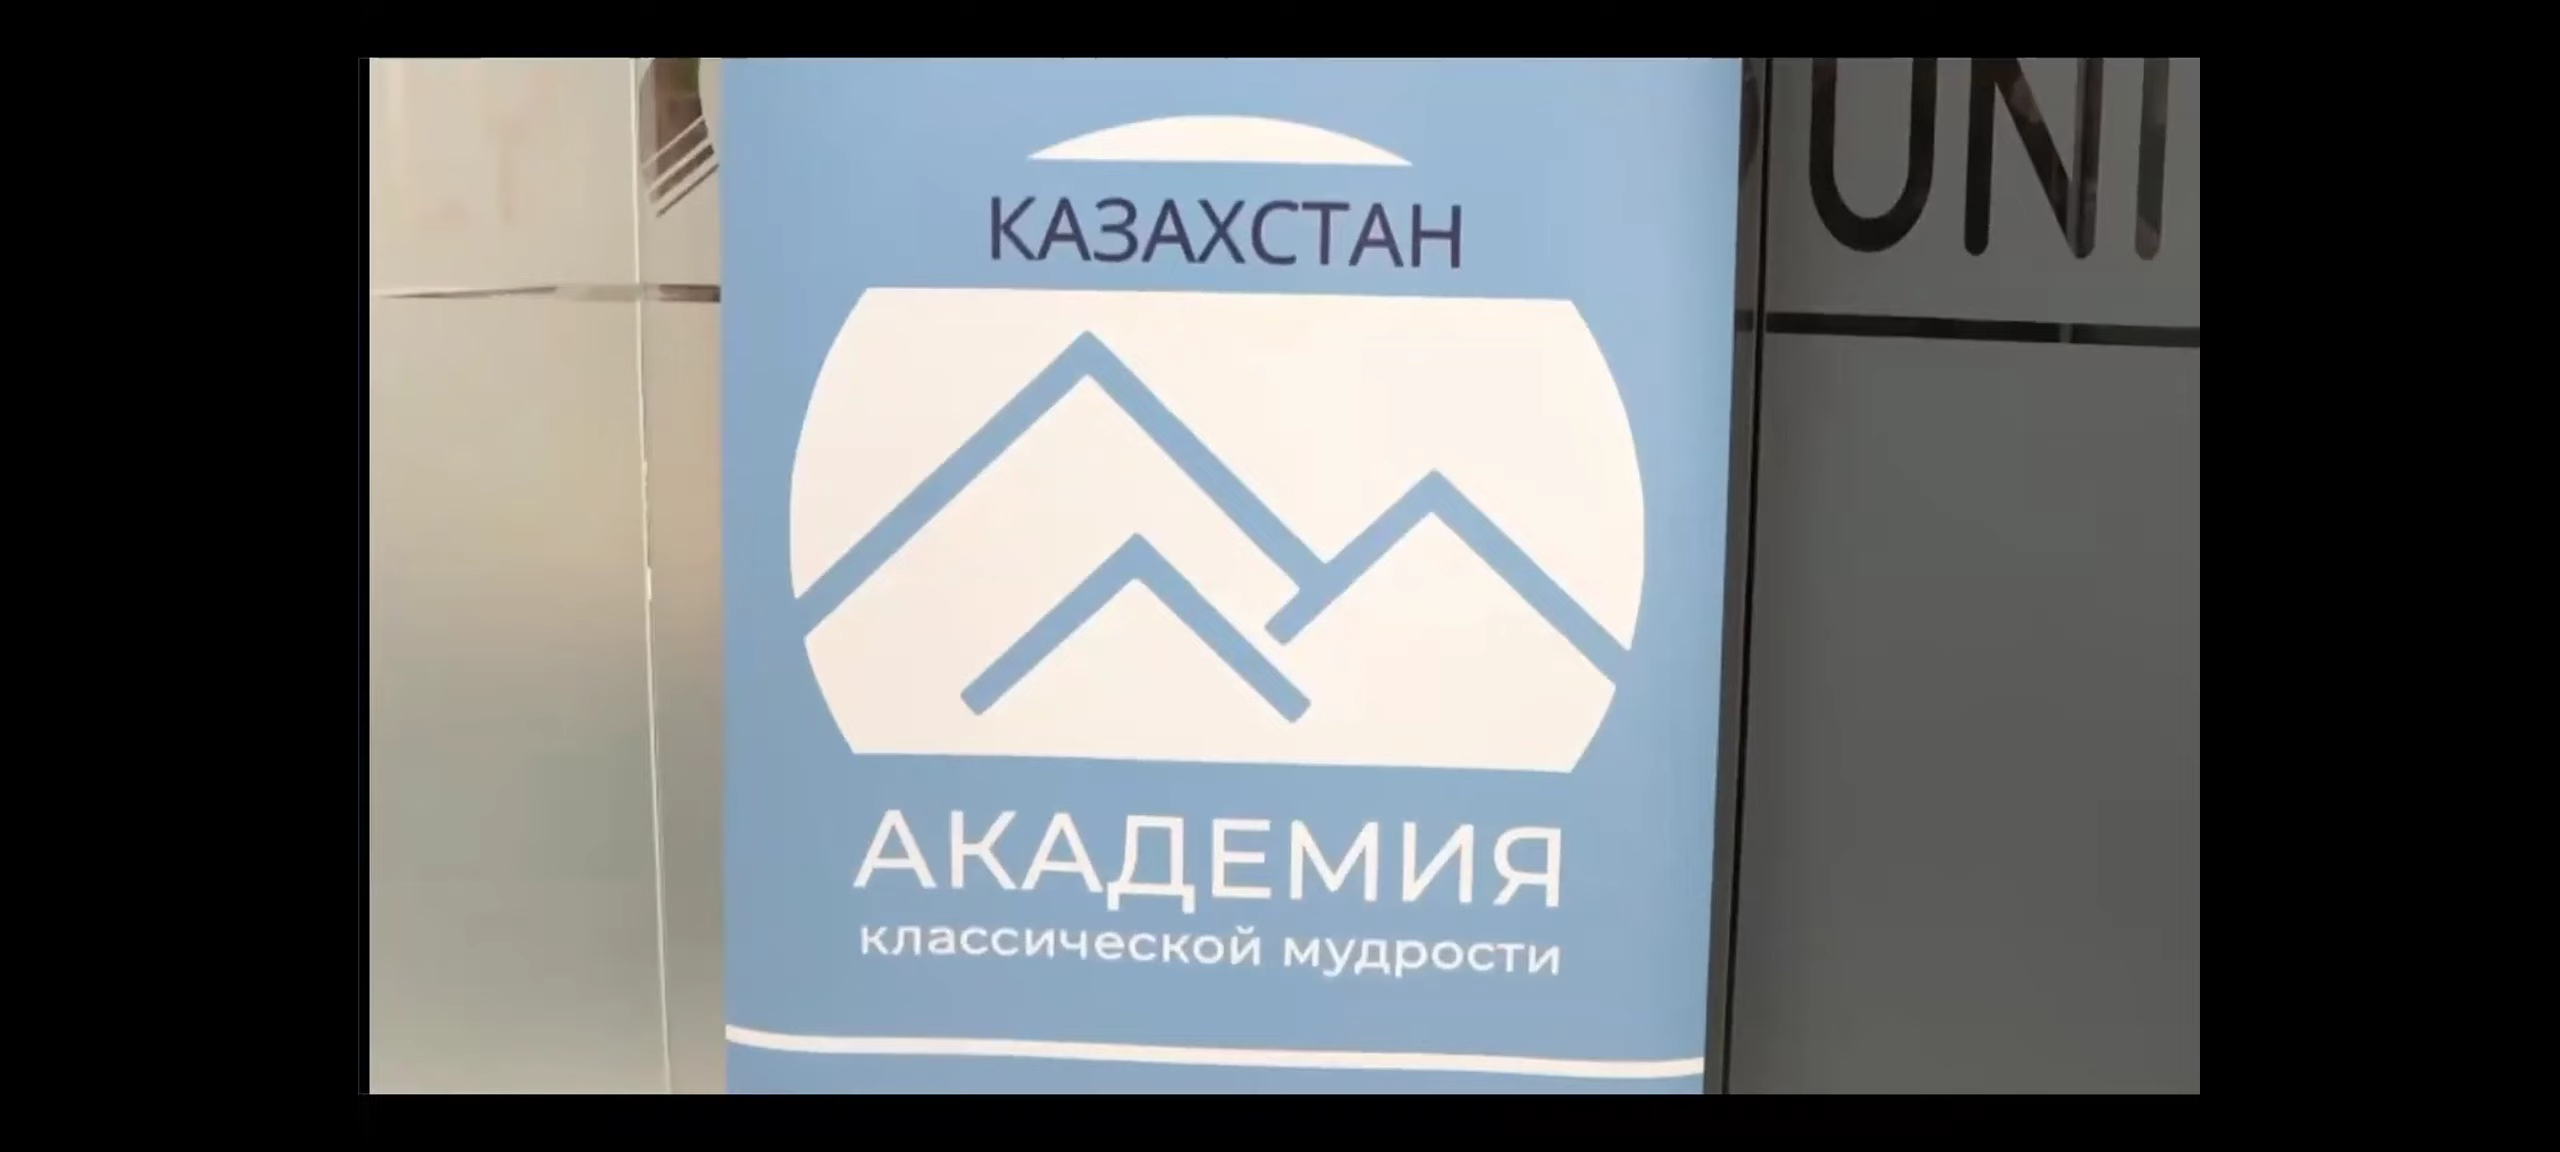 КАЗАХСТАН
АКАДЕМИЯ
классической мудрости
UNI